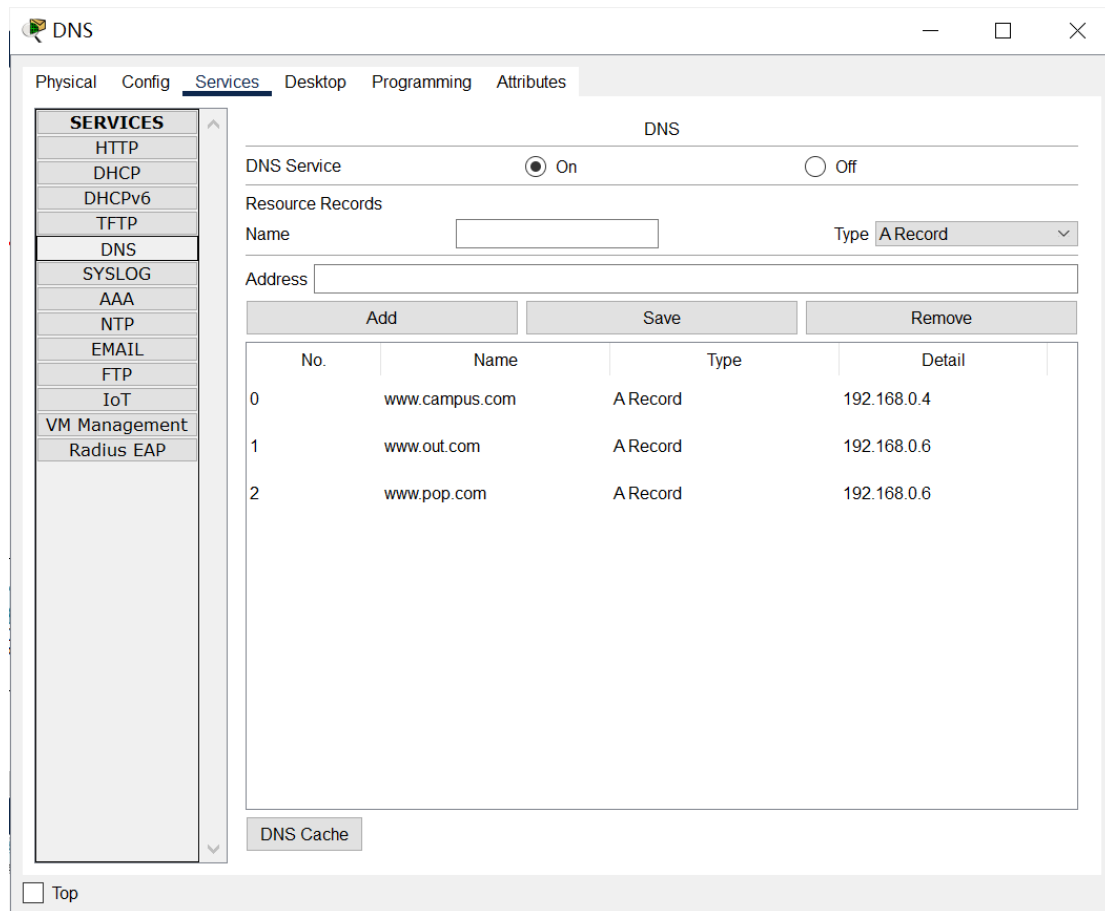 DNS
Physical Config Services Desktop Programming Attributes
SERVICES
HTTP
DHCP
DHCPv6
TFTP
DNS
SYSLOG
AAA
NTP
EMAIL
FTP
IoT
VM Management
Radius EAP
DNS
DNS Service On Off
Resource Records
Name Type A Record
Address
Add Save Remove
No. Name Type Detail
0 www.campus.com A Record 192.168.0.4
1 www.out.com A Record 192.168.0.6
2 www.pop.com A Record 192.168.0.6
DNS Cache
Top